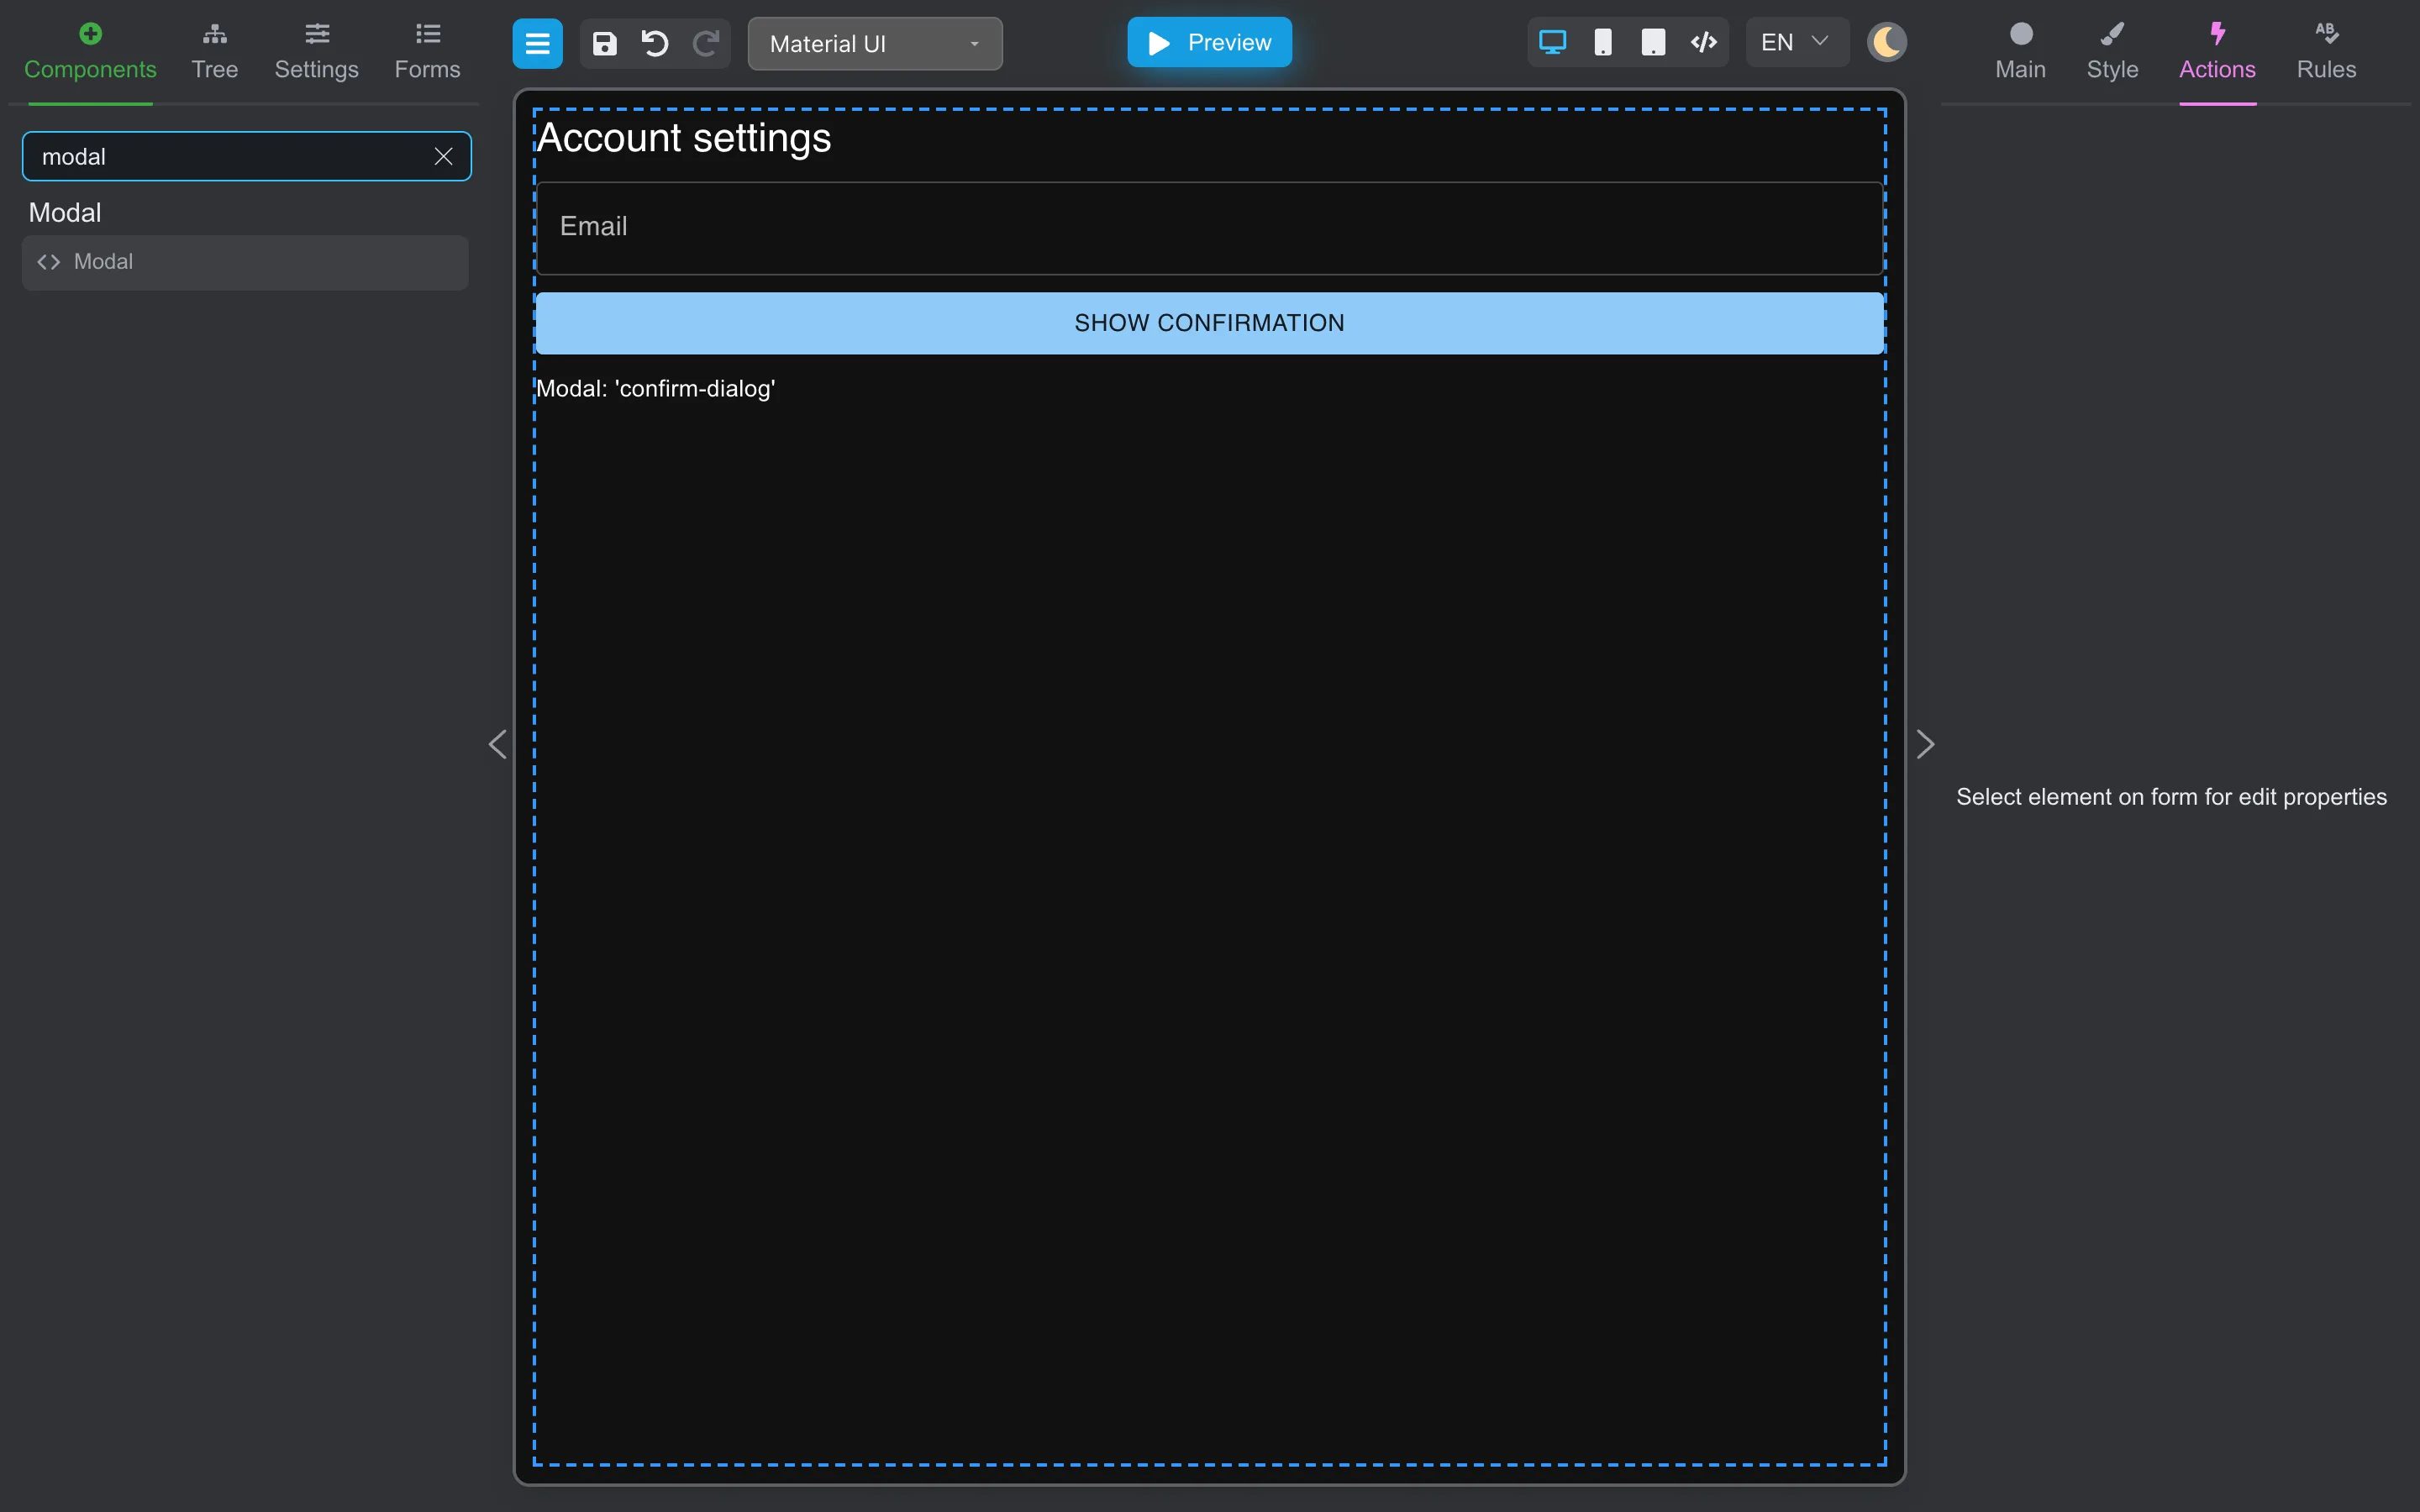 Components
Tree
Settings
Forms
Material UI
Preview
EN
Main
Style
Actions
AB
Rules
modal
Modal
Modal
Account settings
Email
SHOW CONFIRMATION
Modal: 'confirm-dialog'
Select element on form for edit properties